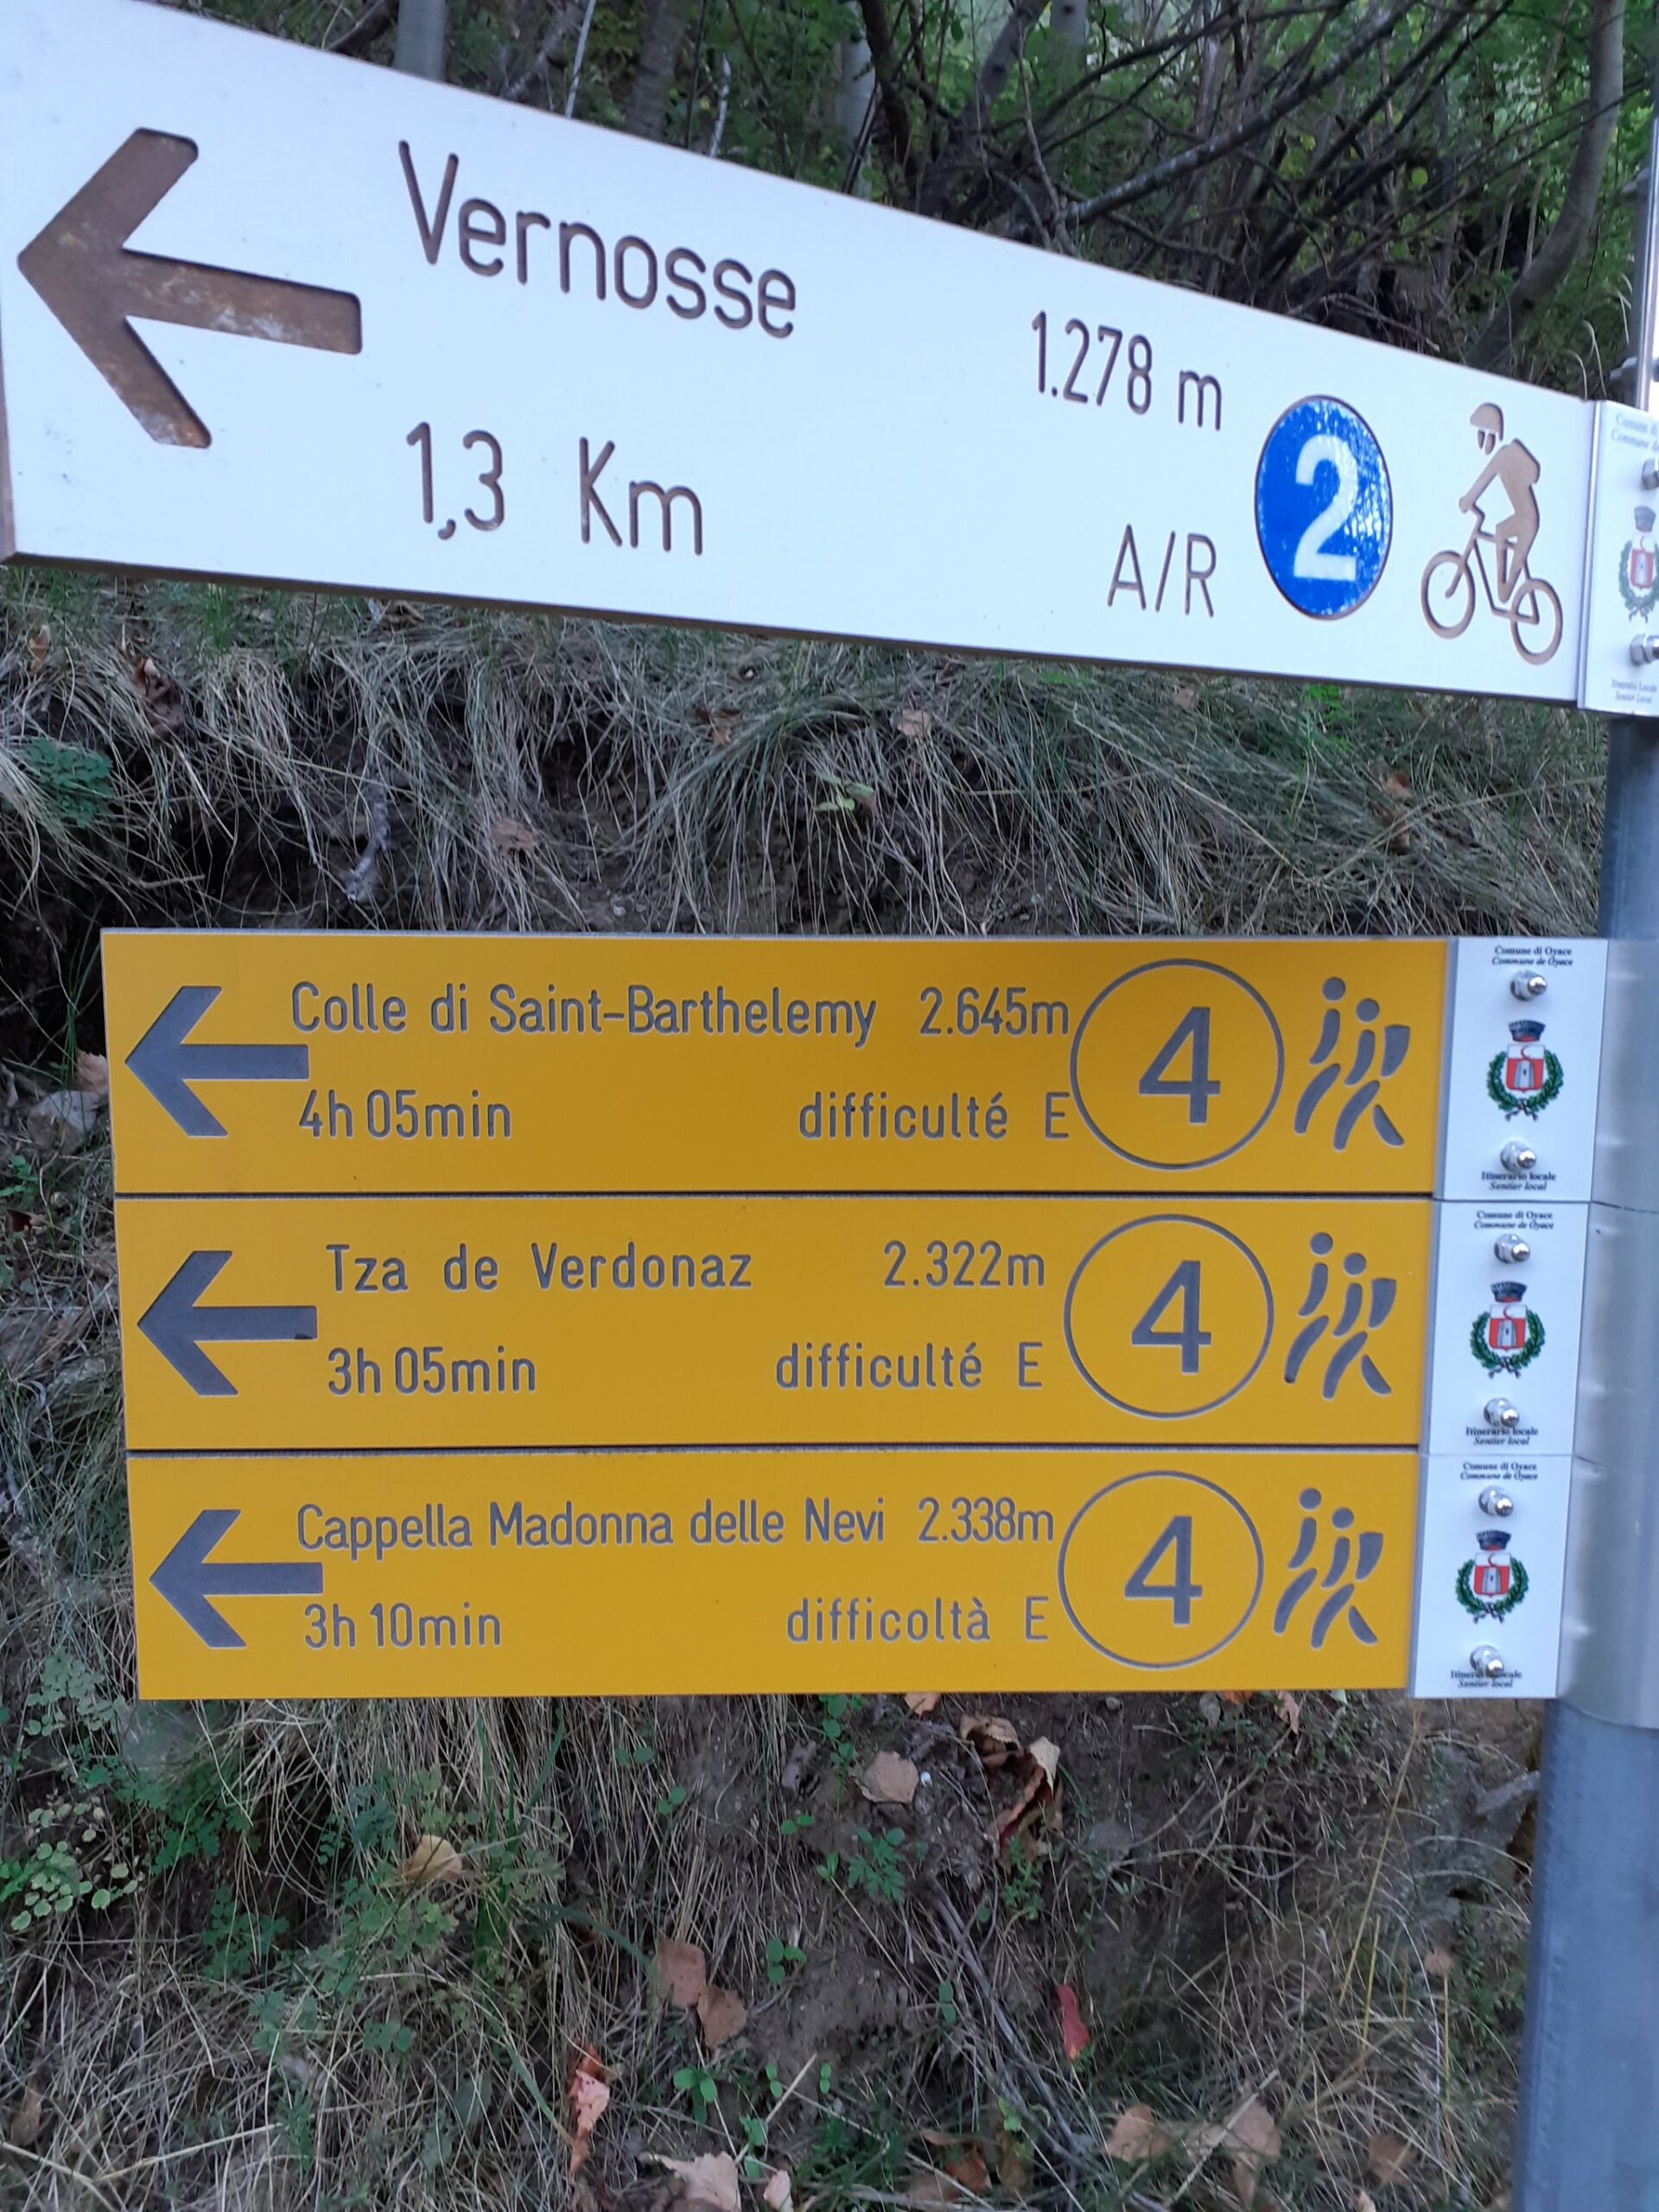 Vernosse
1.278 m
1,3 Km
A/R
2
Colle di Saint-Barthelemy 2.645m
4h 05min difficulté E
4
Comune di Oyace
Commune de Oyace
Itinerario locale
Sentier local
Tza de Verdonaz 2.322m
3h 05min difficulté E
4
Comune di Oyace
Commune de Oyace
Itinerario locale
Sentier local
Cappella Madonna delle Nevi 2.338m
3h 10min difficoltà E
4
Comune di Oyace
Commune de Oyace
Sentier local